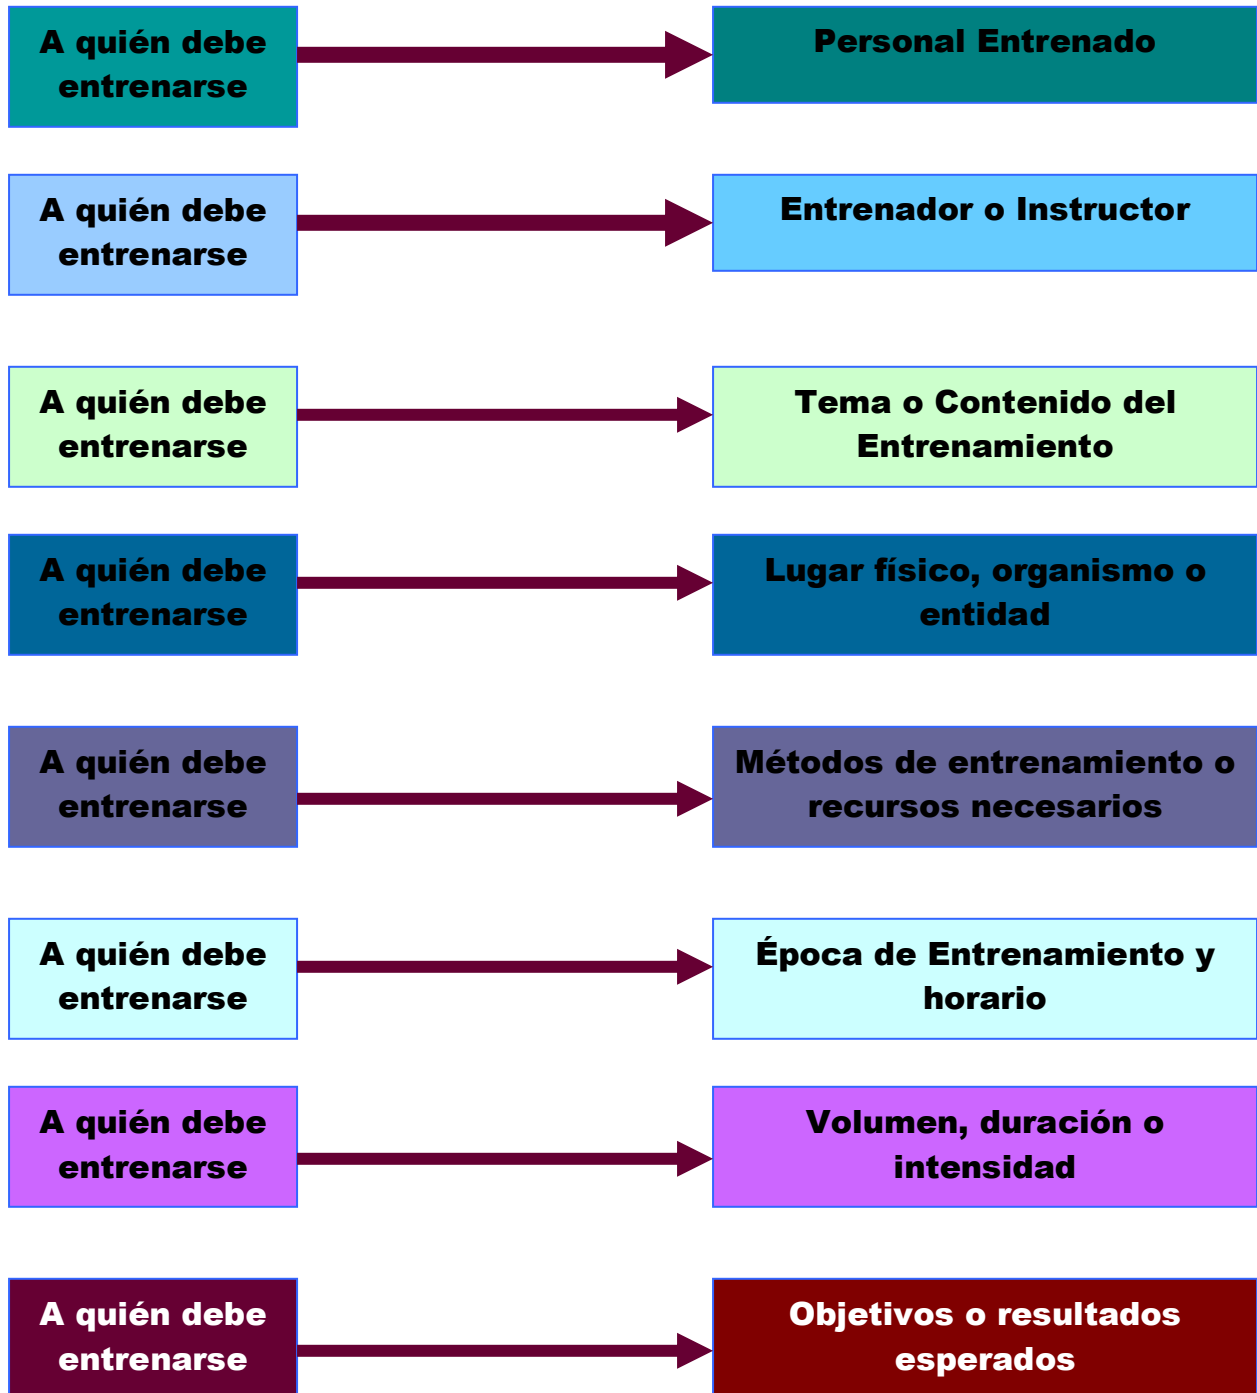 A quién debe
entrenarse
Personal Entrenado
A quién debe
entrenarse
Entrenador o Instructor
A quién debe
entrenarse
Tema o Contenido del
Entrenamiento
A quién debe
entrenarse
Lugar físico, organismo o
entidad
A quién debe
entrenarse
Métodos de entrenamiento o
recursos necesarios
A quién debe
entrenarse
Época de Entrenamiento y
horario
A quién debe
entrenarse
Volumen, duración o
intensidad
A quién debe
entrenarse
Objetivos o resultados
esperados